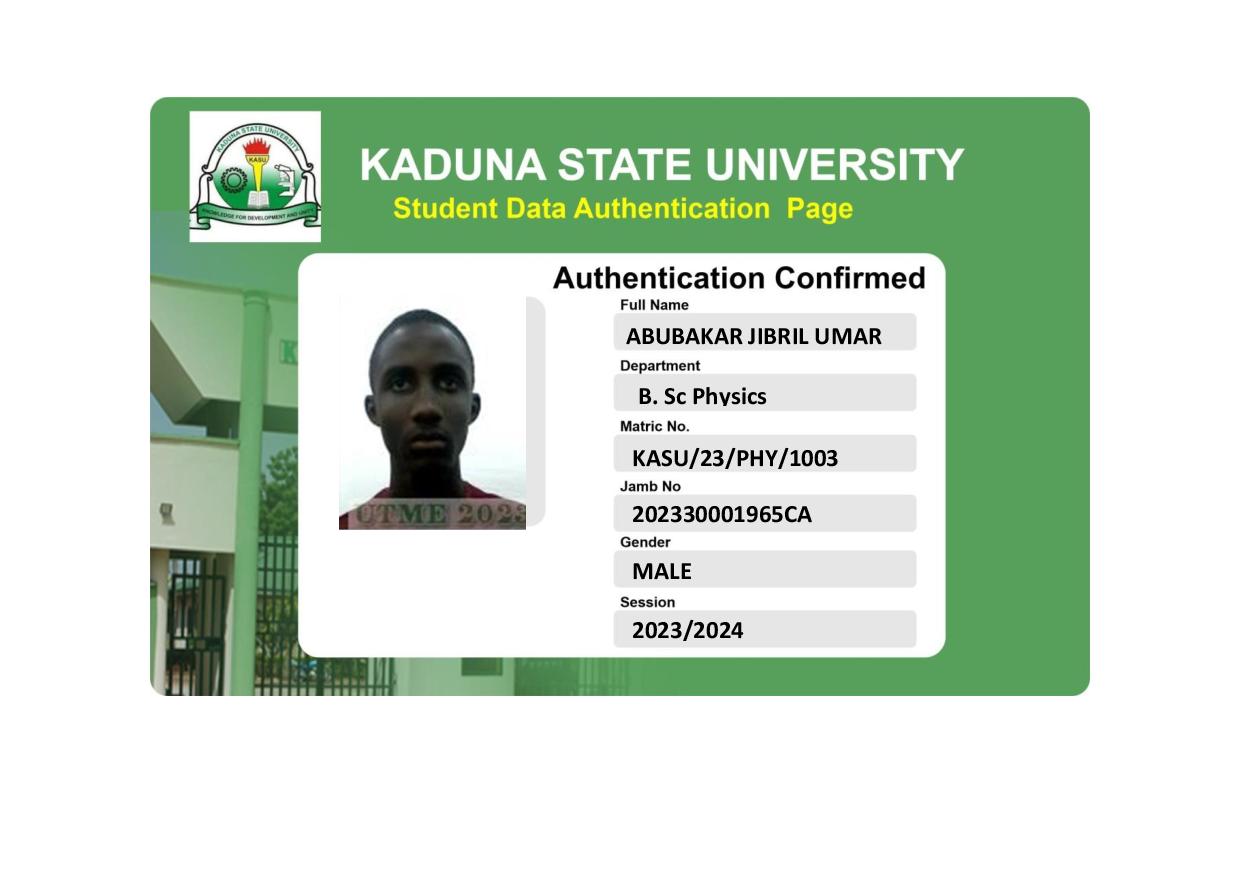 KADUNA STATE UNIVERSITY
KASU
KNOWLEDGE FOR DEVELOPMENT AND UNITY
KADUNA STATE UNIVERSITY
Student Data Authentication Page
Authentication Confirmed
Full Name
ABUBAKAR JIBRIL UMAR
Department
B. Sc Physics
Matric No.
KASU/23/PHY/1003
Jamb No
202330001965CA
Gender
MALE
Session
2023/2024
UTME 2023
K